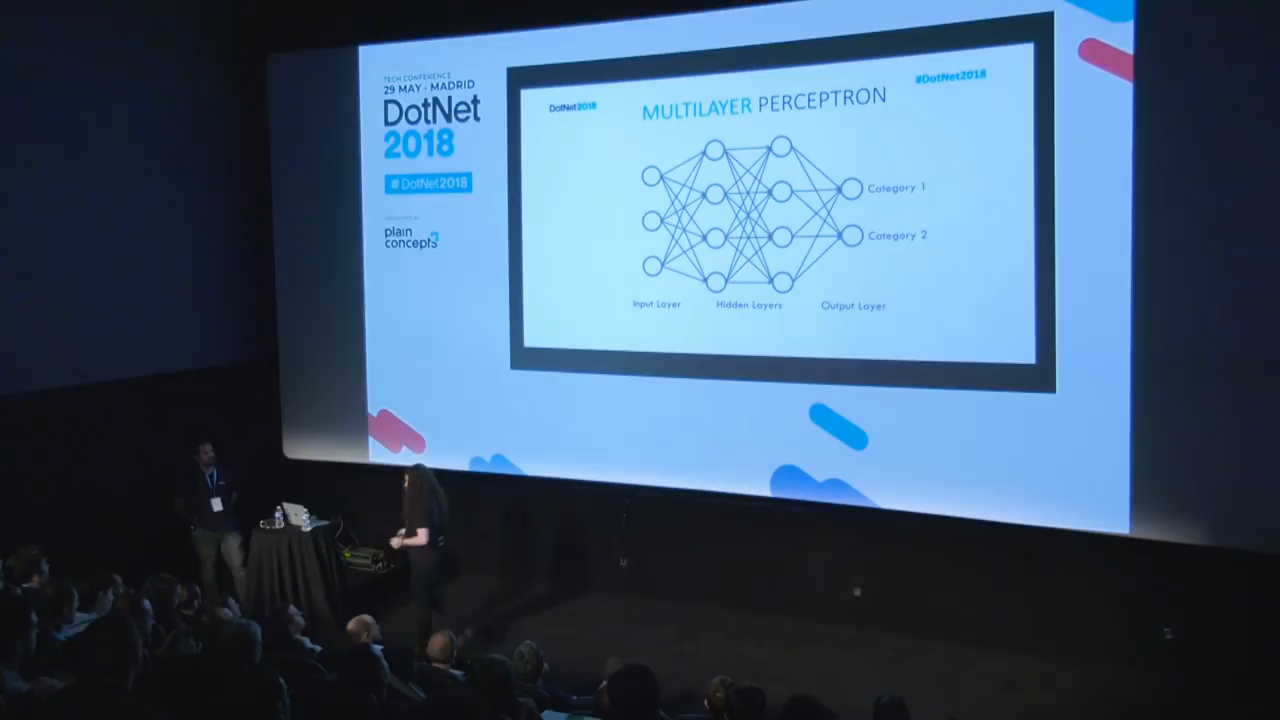 TECH CONFERENCE
29 MAY · MADRID
DotNet
2018
#DotNet2018
plain
concepts
DotNet2018
#DotNet2018
MULTILAYER PERCEPTRON
Category 1
Category 2
Input Layer
Hidden Layers
Output Layer